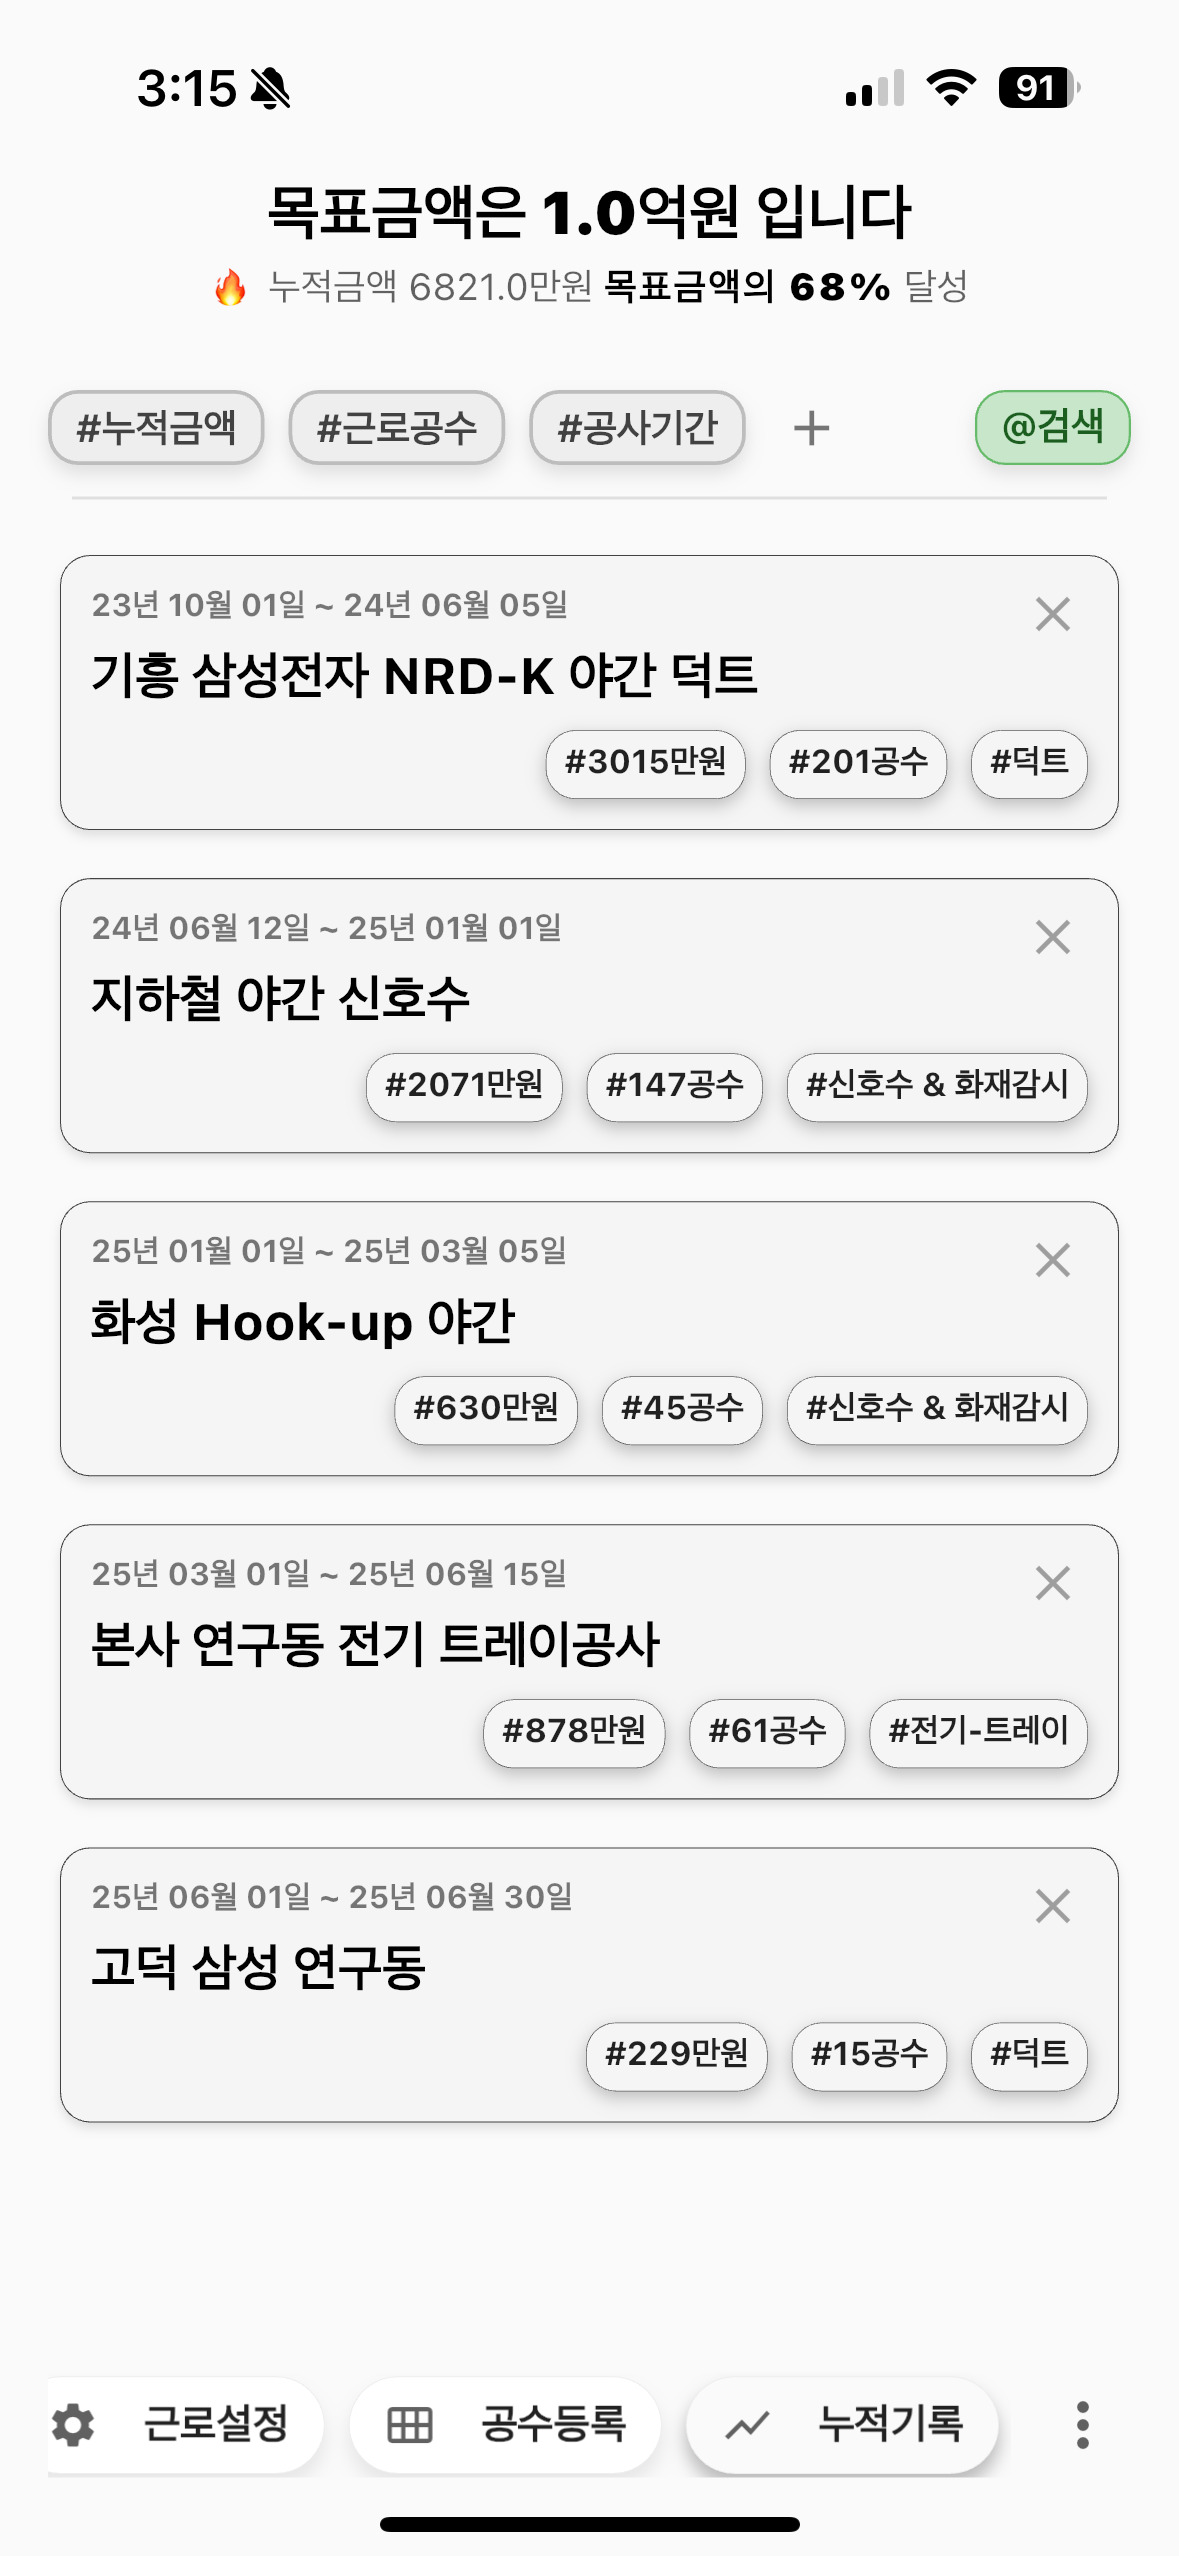 3:15
91
목표금액은 1.0억원 입니다
🔥 누적금액 6821.0만원 목표금액의 68% 달성
#누적금액 #근로공수 #공사기간 + @검색
23년 10월 01일 ~ 24년 06월 05일
기흥 삼성전자 NRD-K 야간 덕트
#3015만원 #201공수 #덕트
24년 06월 12일 ~ 25년 01월 01일
지하철 야간 신호수
#2071만원 #147공수 #신호수 & 화재감시
25년 01월 01일 ~ 25년 03월 05일
화성 Hook-up 야간
#630만원 #45공수 #신호수 & 화재감시
25년 03월 01일 ~ 25년 06월 15일
본사 연구동 전기 트레이공사
#878만원 #61공수 #전기-트레이
25년 06월 01일 ~ 25년 06월 30일
고덕 삼성 연구동
#229만원 #15공수 #덕트
근로설정 공수등록 누적기록